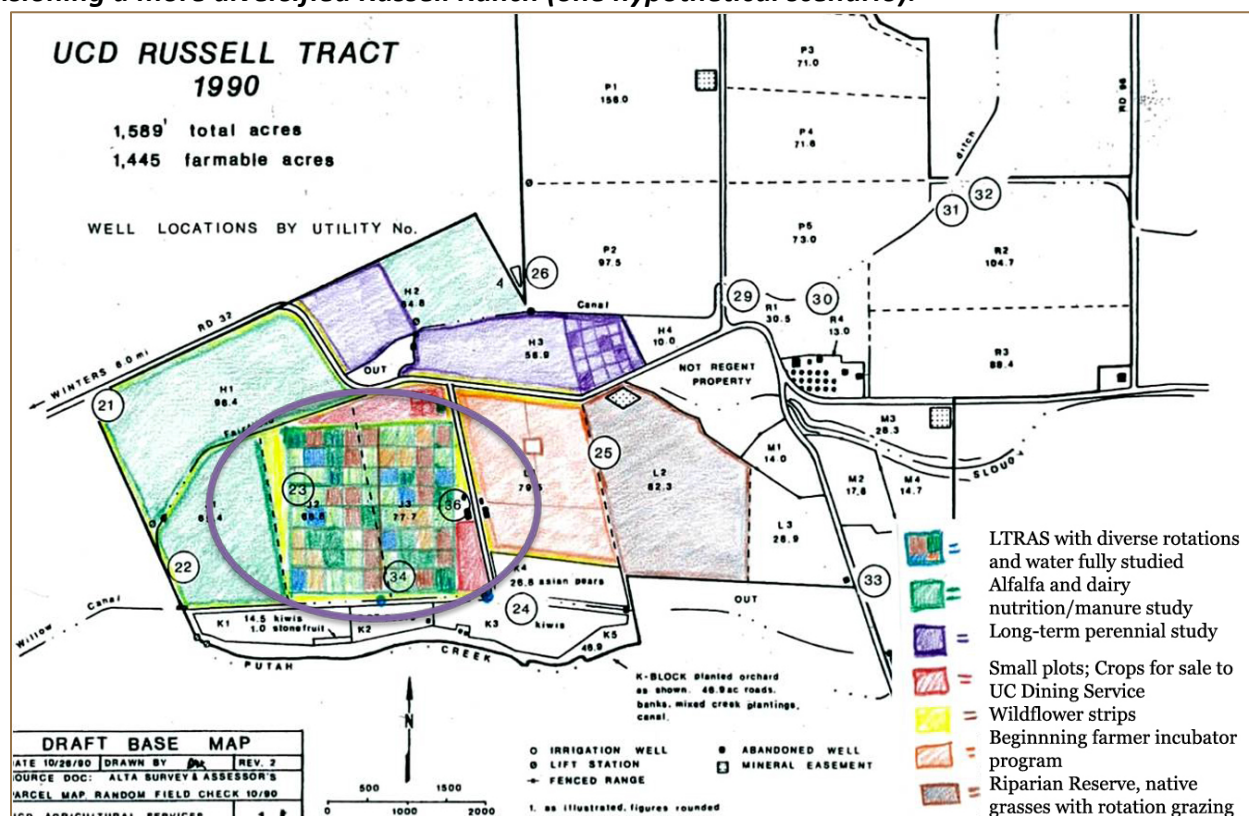 UCD RUSSELL TRACT
1990
1,589' total acres
1,445 farmable acres
WELL LOCATIONS BY UTILITY No.
P1
156.0
P3
71.0
P4
71.6
P2
97.5
P5
73.0
R2
104.7
R1
30.5
R4
13.0
R3
88.4
RD 96
ditch
31
32
26
4
29
30
Canal
H4
10.0
H3
56.9
H2
RD 32
WINTERS 6.0 mi
OUT
H1
21
NOT REGENT
PROPERTY
M3
28.3
SLOUGH
M1
14.0
M2
17.6
M4
14.7
L2
25
L3
28.9
33
OUT
23
J3
77.7
36
34
22
24
K4
26.6 asian pears
Canal
Willow
K1
14.5 kiwis
1.0 stonefruit
K2
K3
kiwis
K5
46.9
PUTAH CREEK
K-BLOCK planted orchard
as shown. 46.9ac roads,
banks, mixed creek plantings,
canal.
N
LTRAS with diverse rotations
and water fully studied
Alfalfa and dairy
nutrition/manure study
Long-term perennial study
Small plots; Crops for sale to
UC Dining Service
Wildflower strips
Beginnning farmer incubator
program
Riparian Reserve, native
grasses with rotation grazing
DRAFT BASE MAP
DATE 10/26/90 DRAWN BY REV. 2
SOURCE DOC: ALTA SURVEY & ASSESSOR'S
PARCEL MAP, RANDOM FIELD CHECK 10/90
IRRIGATION WELL
LIFT STATION
FENCED RANGE
ABANDONED WELL
MINERAL EASEMENT
1. as illustrated, figures rounded
0 500 1000 2000